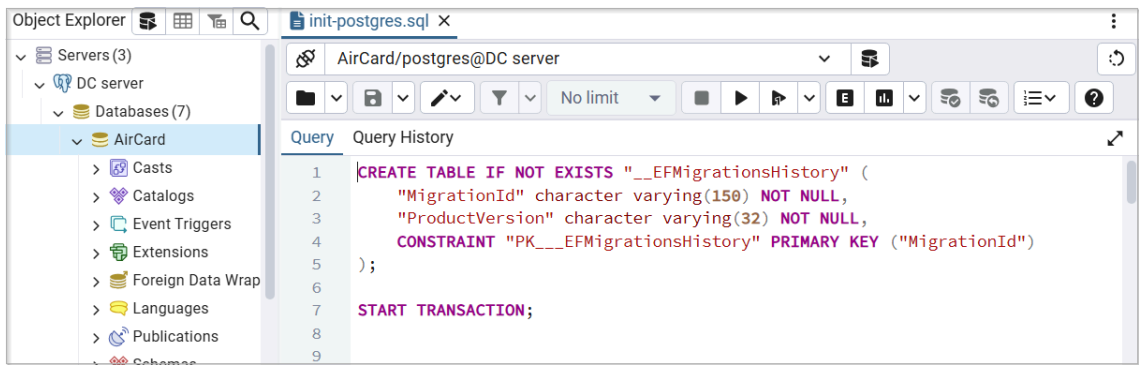 Object Explorer
init-postgres.sql
Servers (3)
DC server
Databases (7)
AirCard
Casts
Catalogs
Event Triggers
Extensions
Foreign Data Wrap
Languages
Publications
Schemas
AirCard/postgres@DC server
No limit
E
Query Query History
1 CREATE TABLE IF NOT EXISTS "__EFMigrationsHistory" (
2 "MigrationId" character varying(150) NOT NULL,
3 "ProductVersion" character varying(32) NOT NULL,
4 CONSTRAINT "PK___EFMigrationsHistory" PRIMARY KEY ("MigrationId")
5 );
6
7 START TRANSACTION;
8
9